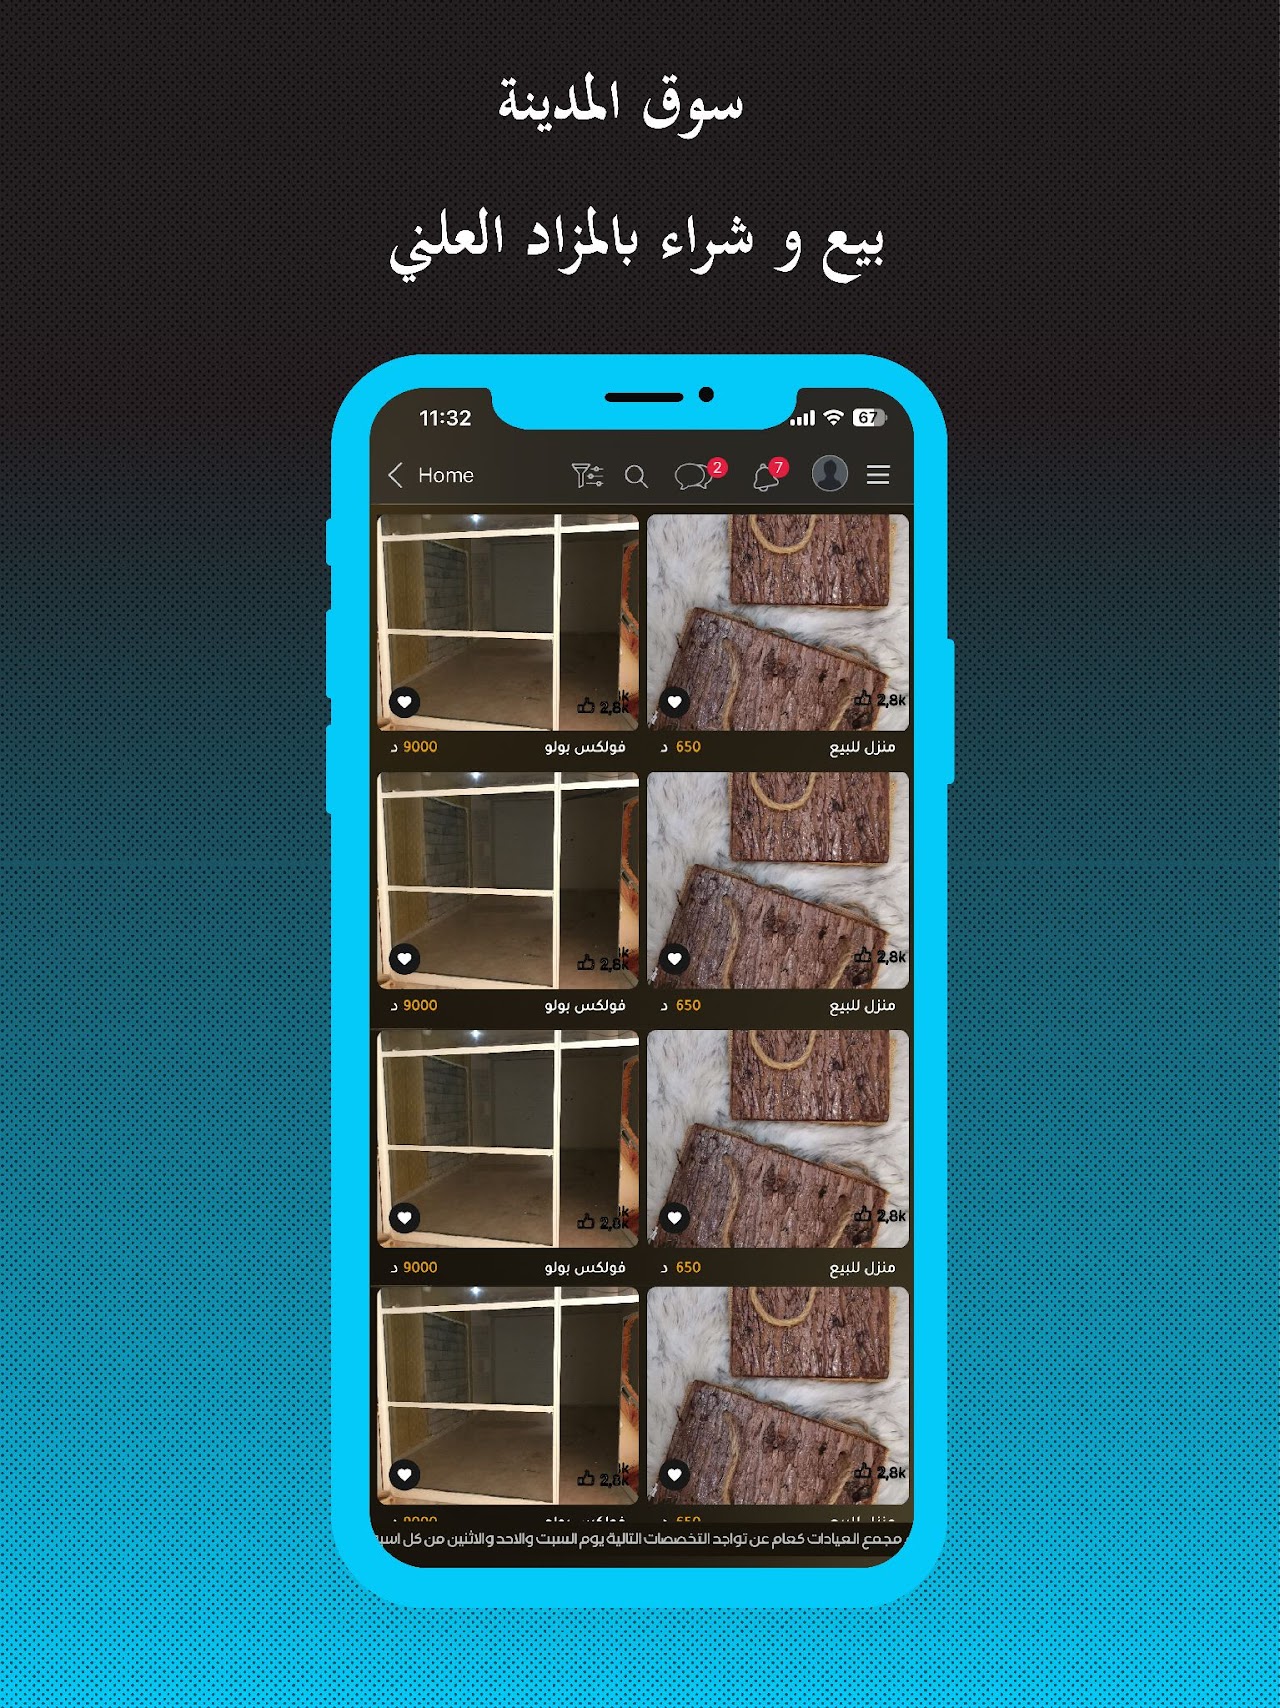 سوق المدينة
بيع و شراء بالمزاد العلني
11:32
67
Home
2
7
2,8k
2,8k
فولكس بولو
9000 د
منزل للبيع
650 د
2,8k
2,8k
فولكس بولو
9000 د
منزل للبيع
650 د
2,8k
2,8k
فولكس بولو
9000 د
منزل للبيع
650 د
2,8k
2,8k
مجمع العيادات كعام عن تواجد التخصصات التالية يوم السبت والاحد والاثنين من كل اسبو